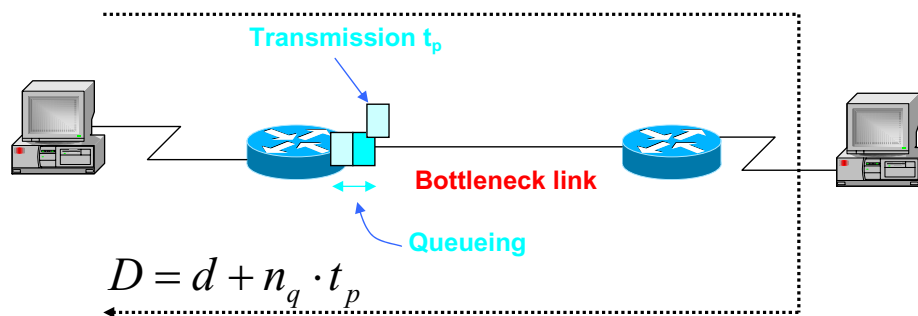 Transmission tp
Bottleneck link
Queueing
D = d + nq · tp